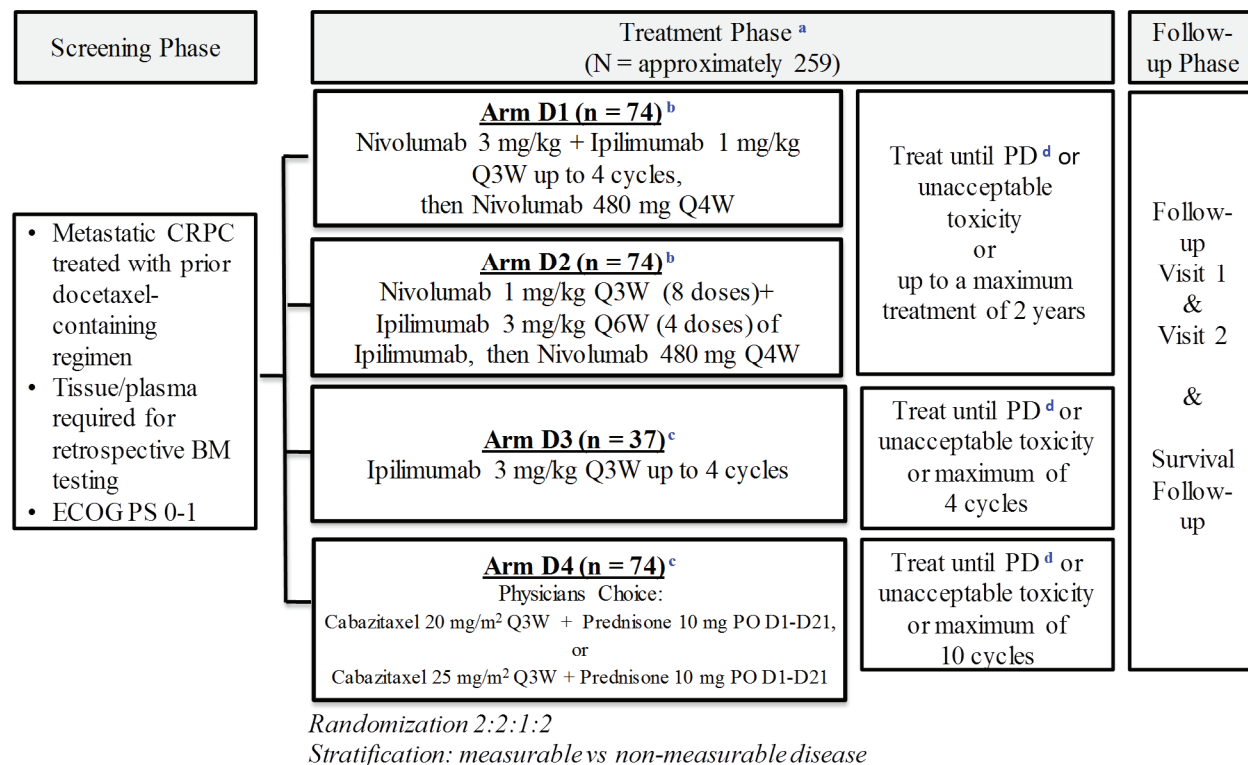 Screening Phase
Treatment Phase a
(N = approximately 259)
Follow-
up Phase
• Metastatic CRPC
treated with prior
docetaxel-
containing
regimen
• Tissue/plasma
required for
retrospective BM
testing
• ECOG PS 0-1
Arm D1 (n = 74) b
Nivolumab 3 mg/kg + Ipilimumab 1 mg/kg
Q3W up to 4 cycles,
then Nivolumab 480 mg Q4W
Arm D2 (n = 74) b
Nivolumab 1 mg/kg Q3W (8 doses)+
Ipilimumab 3 mg/kg Q6W (4 doses) of
Ipilimumab, then Nivolumab 480 mg Q4W
Treat until PD d or
unacceptable
toxicity
or
up to a maximum
treatment of 2 years
Arm D3 (n = 37) c
Ipilimumab 3 mg/kg Q3W up to 4 cycles
Treat until PD d or
unacceptable toxicity
or maximum of
4 cycles
Arm D4 (n = 74) c
Physicians Choice:
Cabazitaxel 20 mg/m² Q3W + Prednisone 10 mg PO D1-D21,
or
Cabazitaxel 25 mg/m² Q3W + Prednisone 10 mg PO D1-D21
Treat until PD d or
unacceptable toxicity
or maximum of
10 cycles
Follow-
up
Visit 1
&
Visit 2
&
Survival
Follow-
up
Randomization 2:2:1:2
Stratification: measurable vs non-measurable disease